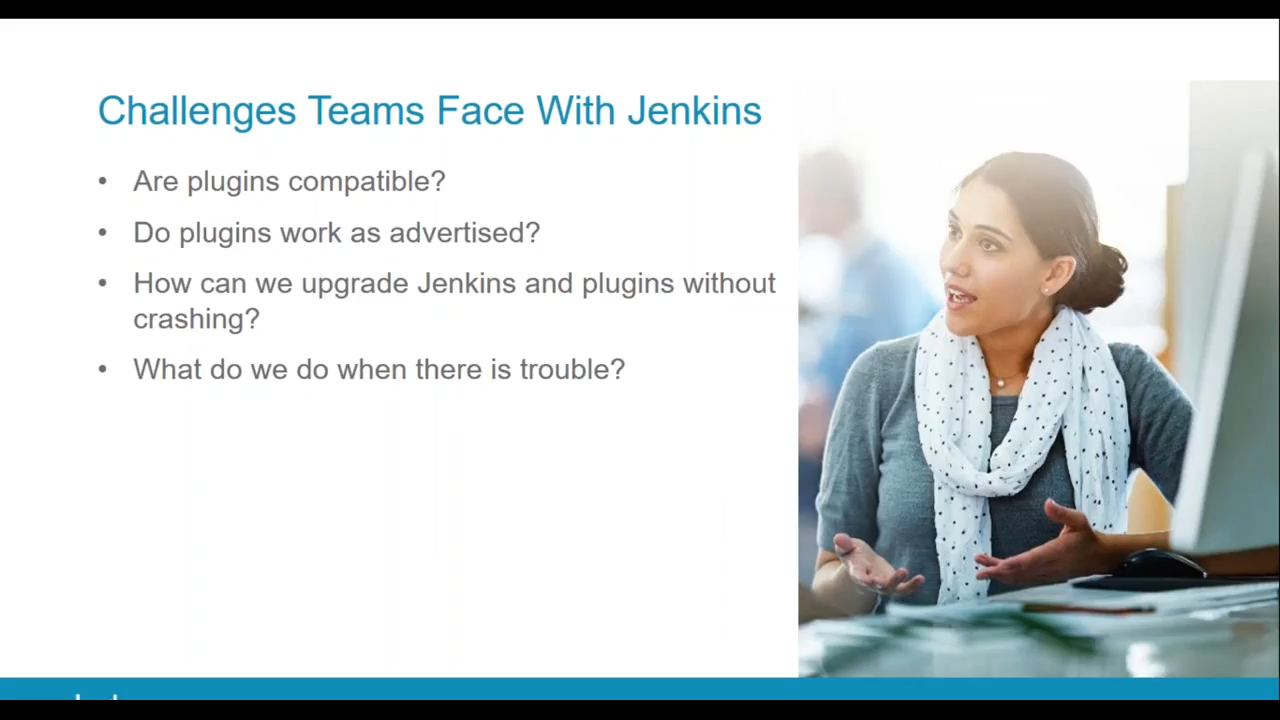 Challenges Teams Face With Jenkins
• Are plugins compatible?
• Do plugins work as advertised?
• How can we upgrade Jenkins and plugins without
crashing?
• What do we do when there is trouble?